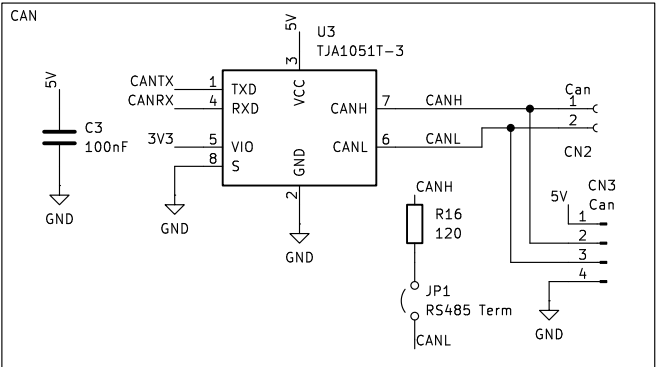 CAN
5V
U3
TJA1051T-3
3
VCC
CANTX 1 TXD
CANRX 4 RXD
CANH 7 CANH
3V3 5 VIO
8 S
CANL 6 CANL
GND
2
C3
100nF
GND
GND
GND
Can
1
2
CN2
CN3
Can
5V
1
2
3
4
GND
CANH
R16
120
JP1
RS485 Term
CANL